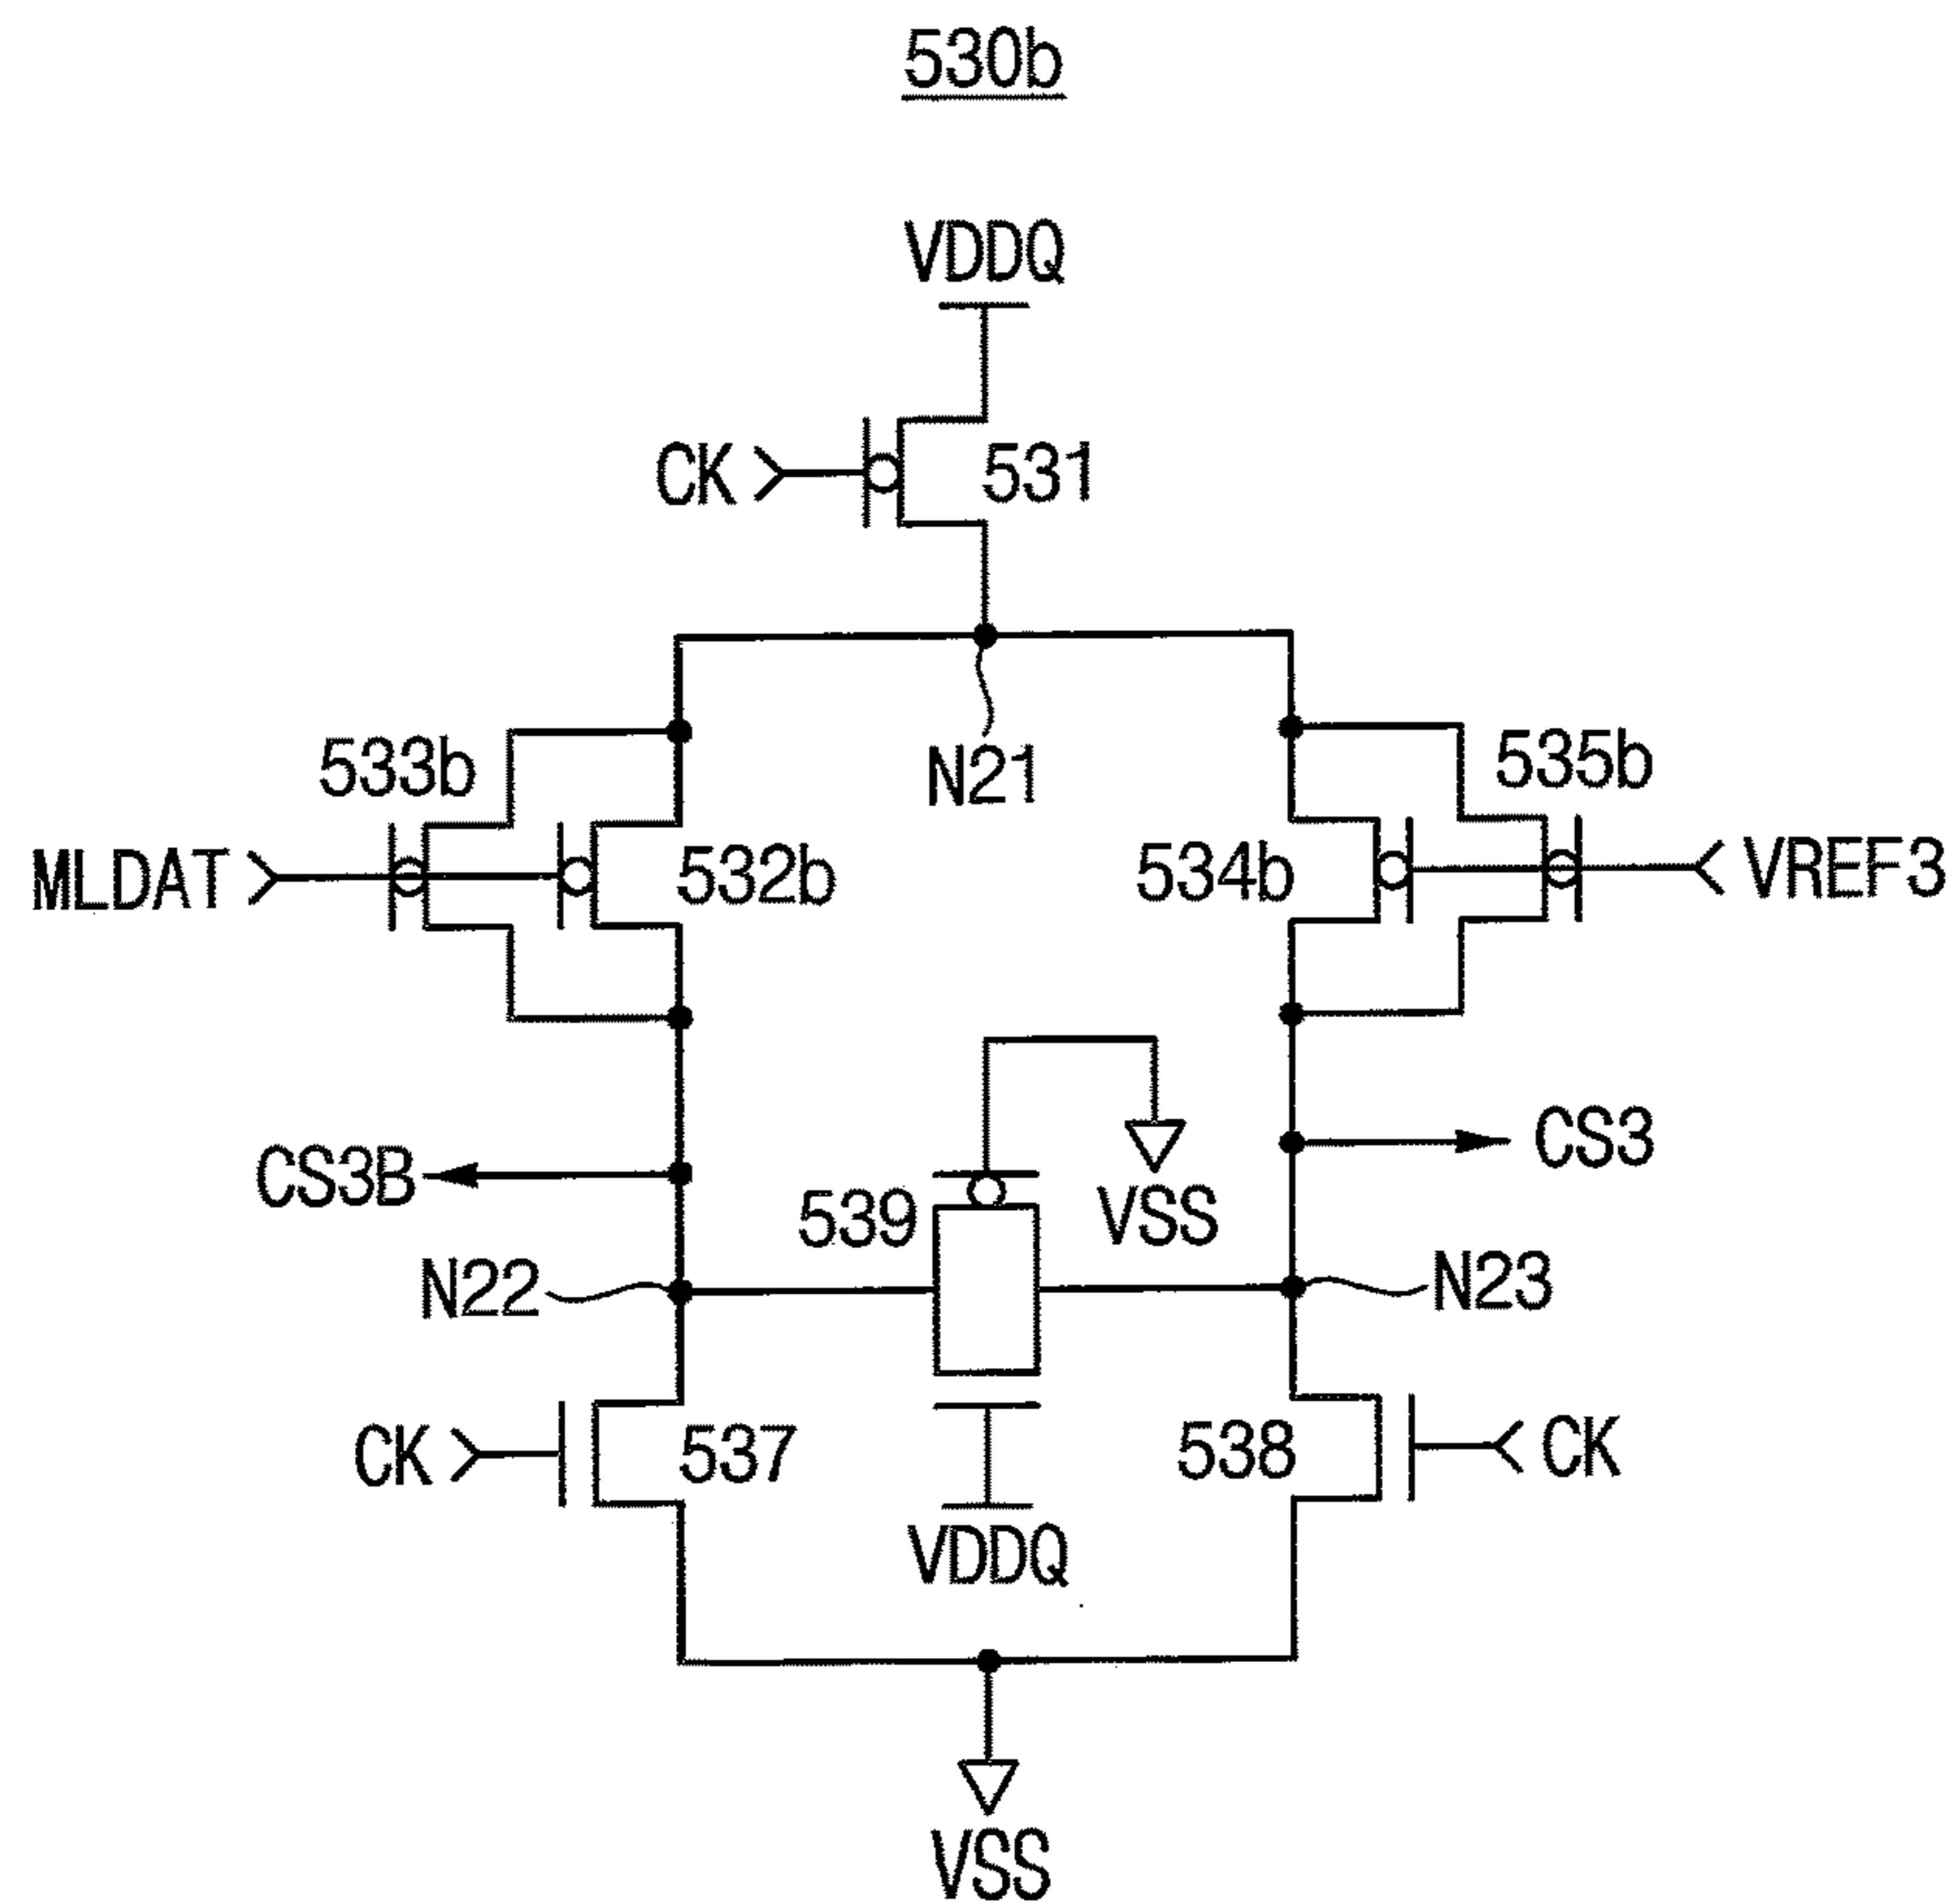 530b
VDDQ
CK
531
N21
533b
535b
MLDAT
532b
534b
VREF3
CS3
CS3B
539
VSS
N22
N23
CK
537
538
CK
VDDQ
VSS